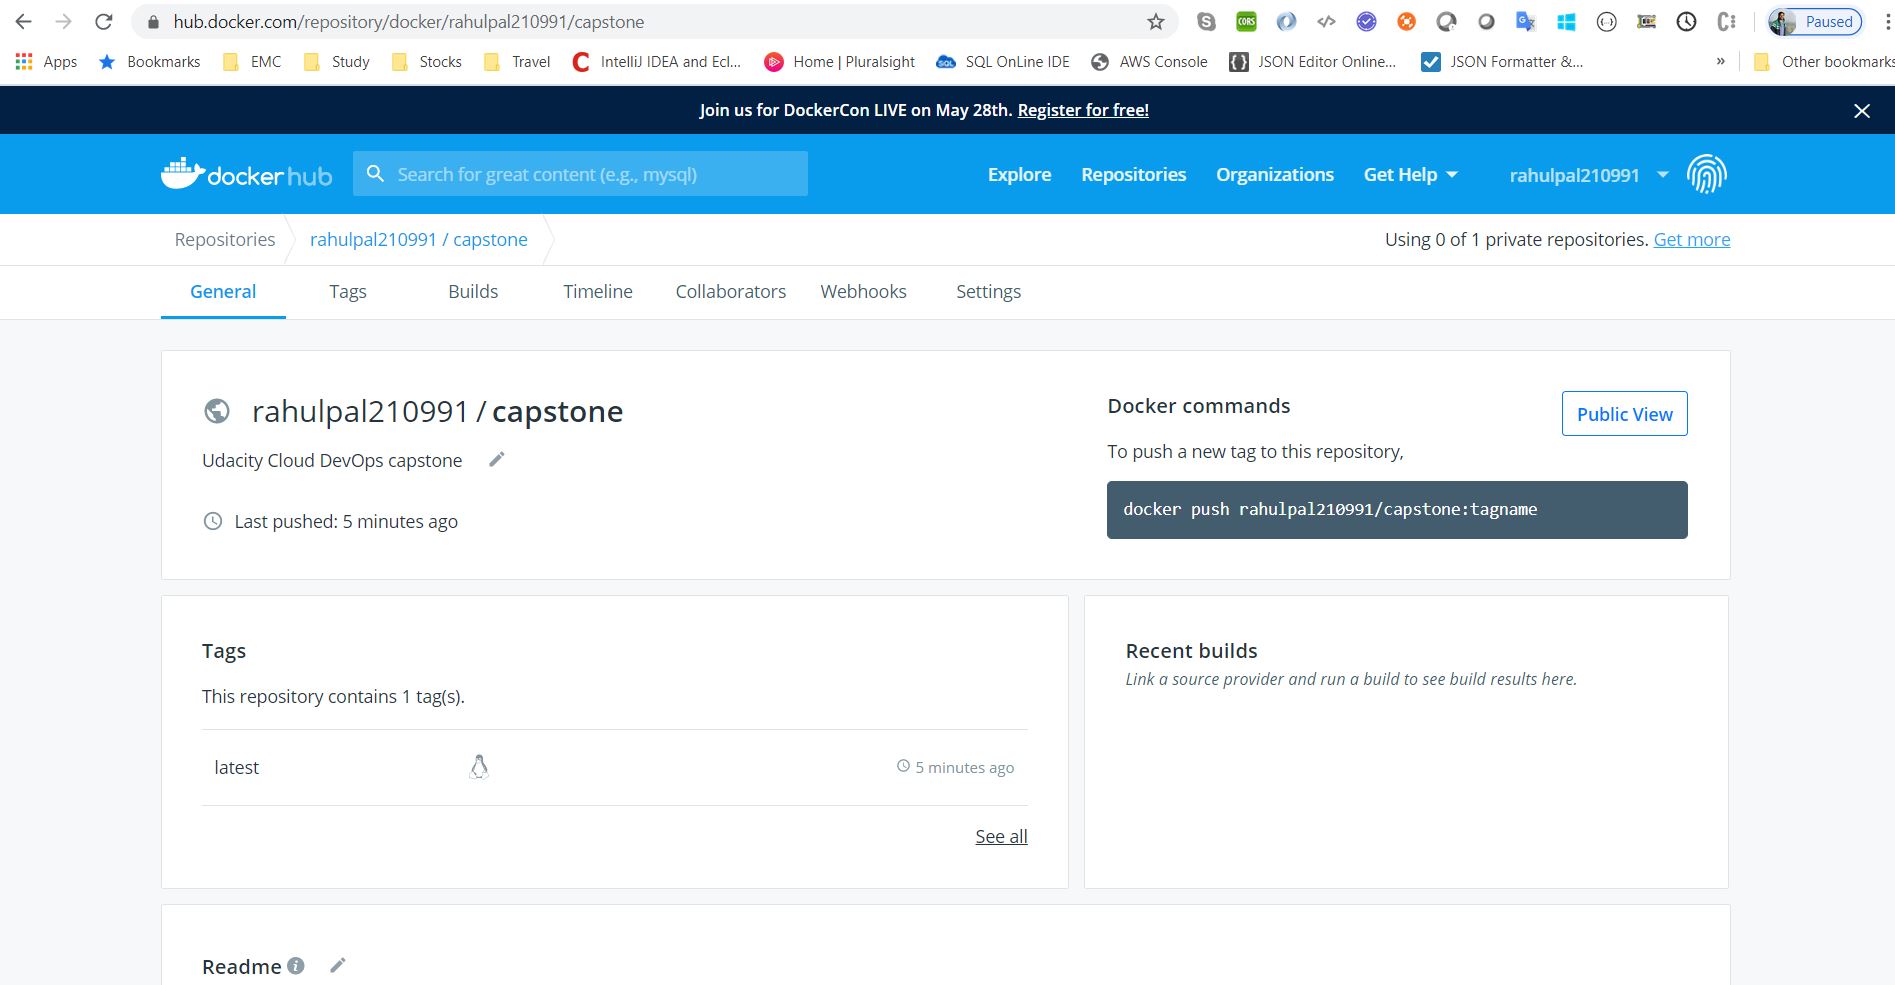 hub.docker.com/repository/docker/rahulpal210991/capstone
CORS
Paused
Apps Bookmarks EMC Study Stocks Travel IntelliJ IDEA and Ecl... Home | Pluralsight SQL OnLine IDE AWS Console JSON Editor Online... JSON Formatter &... » Other bookmarks
Join us for DockerCon LIVE on May 28th. Register for free!
docker hub Search for great content (e.g., mysql) Explore Repositories Organizations Get Help rahulpal210991
Repositories rahulpal210991 / capstone Using 0 of 1 private repositories. Get more
General Tags Builds Timeline Collaborators Webhooks Settings
rahulpal210991 / capstone
Udacity Cloud DevOps capstone
Last pushed: 5 minutes ago
Docker commands
Public View
To push a new tag to this repository,
docker push rahulpal210991/capstone:tagname
Tags
This repository contains 1 tag(s).
latest 5 minutes ago
See all
Recent builds
Link a source provider and run a build to see build results here.
Readme